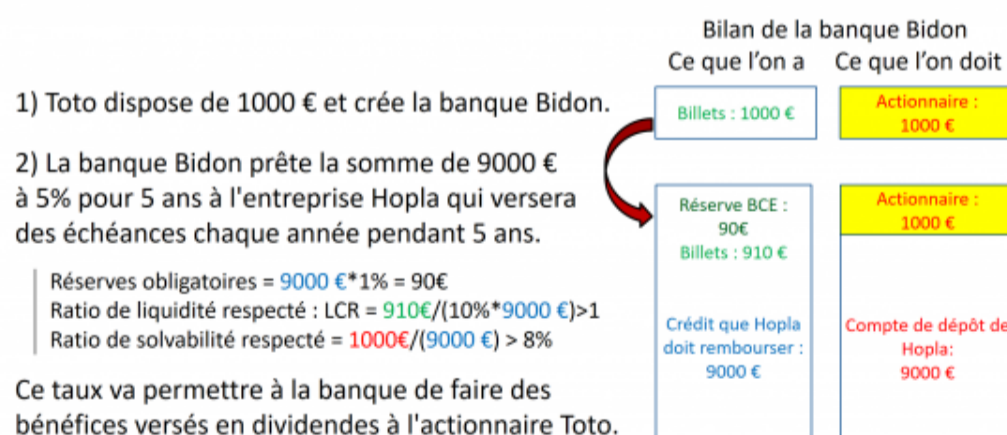 Bilan de la banque Bidon
Ce que l'on a Ce que l'on doit
1) Toto dispose de 1000 € et crée la banque Bidon.
Billets : 1000 €
Actionnaire :
1000 €
2) La banque Bidon prête la somme de 9000 €
à 5% pour 5 ans à l'entreprise Hopla qui versera
des échéances chaque année pendant 5 ans.
Réserves obligatoires = 9000 €*1% = 90€
Ratio de liquidité respecté : LCR = 910€/(10%*9000 €)>1
Ratio de solvabilité respecté = 1000€/(9000 €) > 8%
Ce taux va permettre à la banque de faire des
bénéfices versés en dividendes à l'actionnaire Toto.
Réserve BCE :
90€
Billets : 910 €
Crédit que Hopla
doit rembourser :
9000 €
Actionnaire :
1000 €
Compte de dépôt de
Hopla:
9000 €